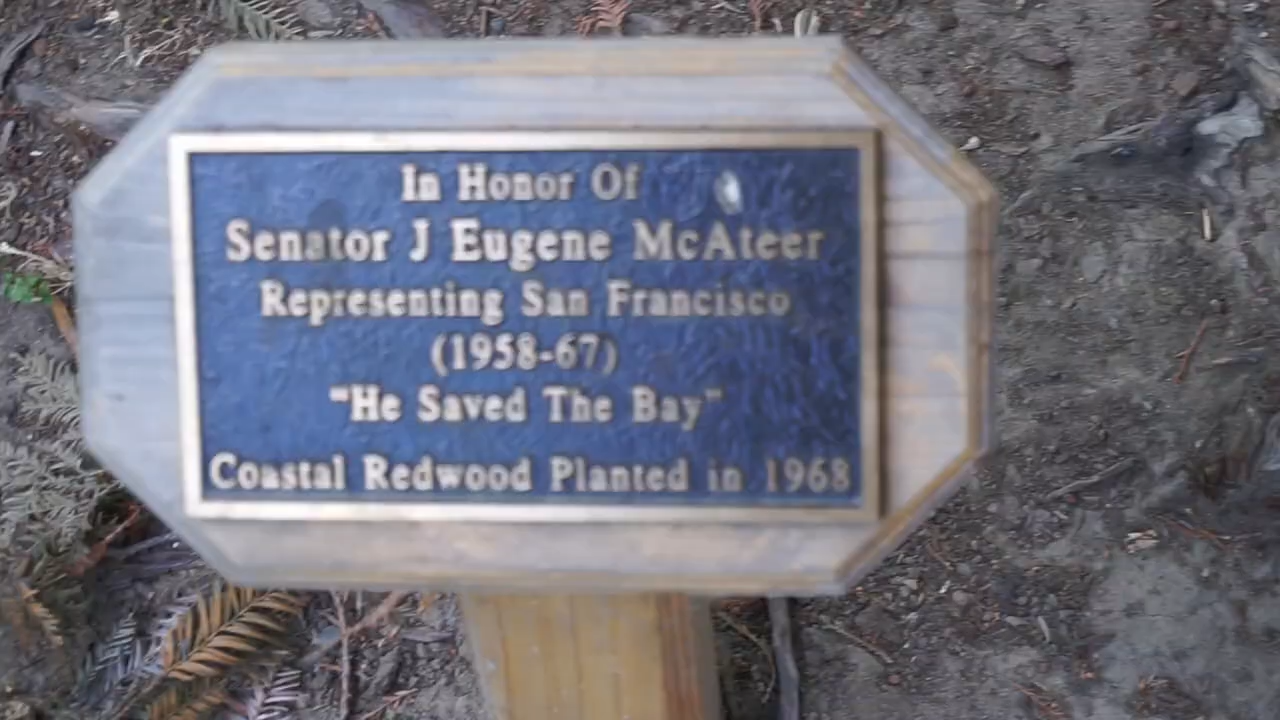 In Honor Of
Senator J Eugene McAteer
Representing San Francisco
(1958-67)
"He Saved The Bay"
Coastal Redwood Planted in 1968